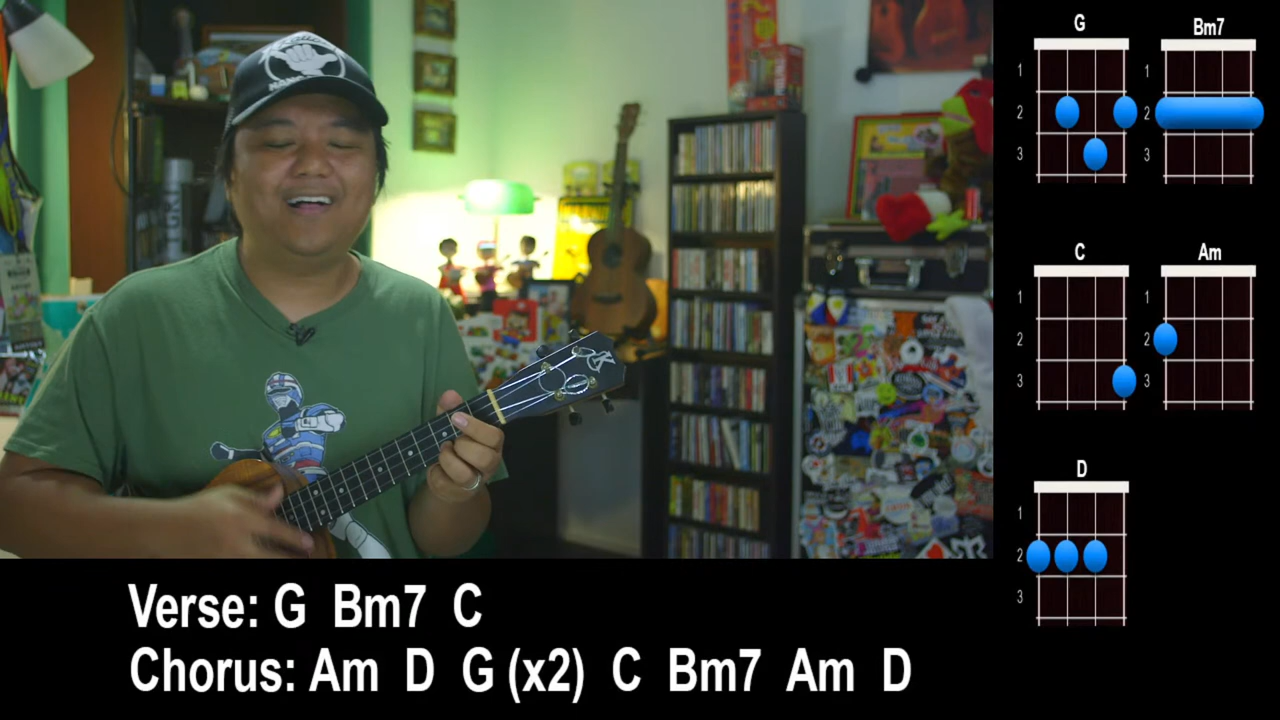 G Bm7
1 1
2 2
3 3
C Am
1 1
2 2
3 3
D
1
2
3
Verse: G Bm7 C
Chorus: Am D G (x2) C Bm7 Am D